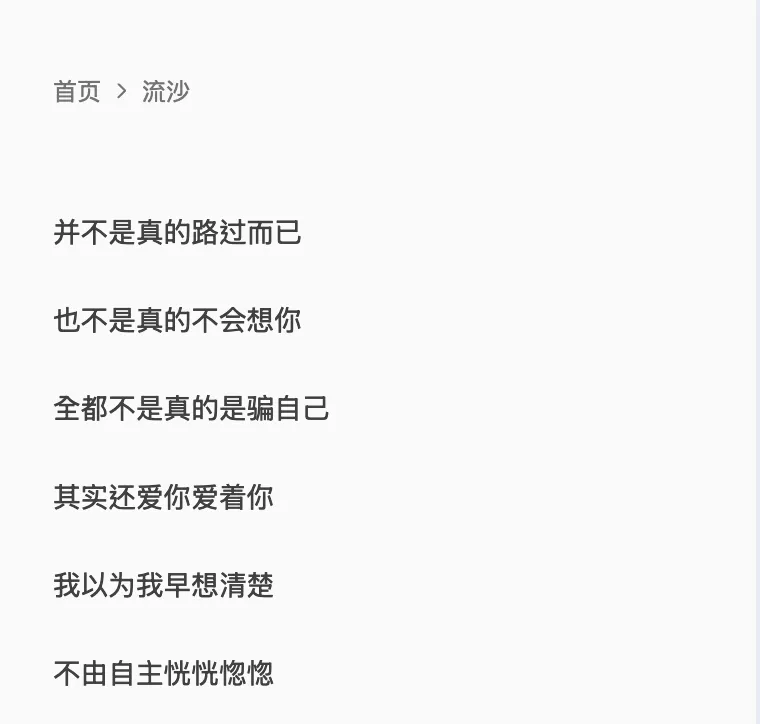 首页 > 流沙
并不是真的路过而已
也不是真的不会想你
全都不是真的是骗自己
其实还爱你爱着你
我以为我早想清楚
不由自主恍恍惚惚